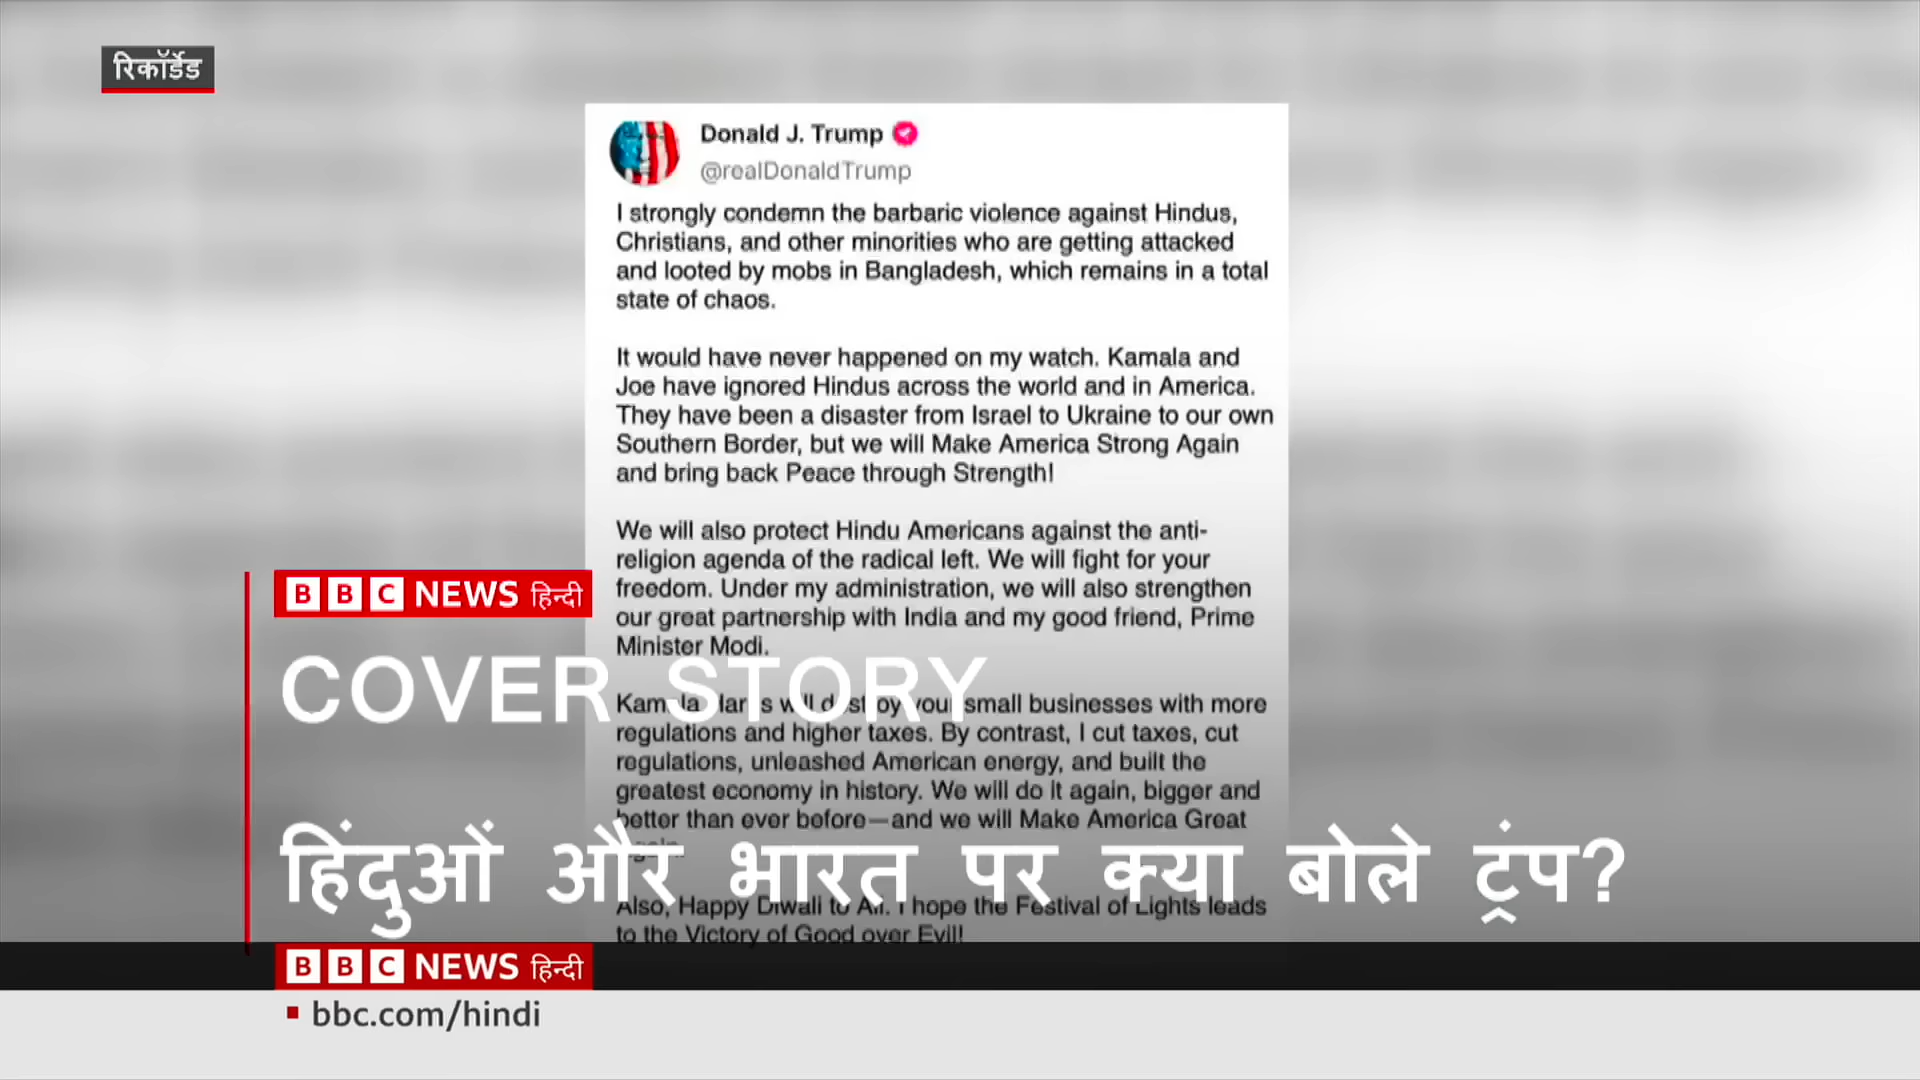 रिकॉर्डेड
Donald J. Trump
@realDonaldTrump
I strongly condemn the barbaric violence against Hindus,
Christians, and other minorities who are getting attacked
and looted by mobs in Bangladesh, which remains in a total
state of chaos.
It would have never happened on my watch. Kamala and
Joe have ignored Hindus across the world and in America.
They have been a disaster from Israel to Ukraine to our own
Southern Border, but we will Make America Strong Again
and bring back Peace through Strength!
We will also protect Hindu Americans against the anti-
religion agenda of the radical left. We will fight for your
freedom. Under my administration, we will also strengthen
our great partnership with India and my good friend, Prime
Minister Modi.
Kamala Harris will destroy your small businesses with more
regulations and higher taxes. By contrast, I cut taxes, cut
regulations, unleashed American energy, and built the
greatest economy in history. We will do it again, bigger and
better than ever before—and we will Make America Great
Also, Happy Diwali to All. I hope the Festival of Lights leads
to the Victory of Good over Evil!
BBC NEWS हिन्दी
COVER STORY
हिंदुओं और भारत पर क्या बोले ट्रंप?
BBC NEWS हिन्दी
bbc.com/hindi